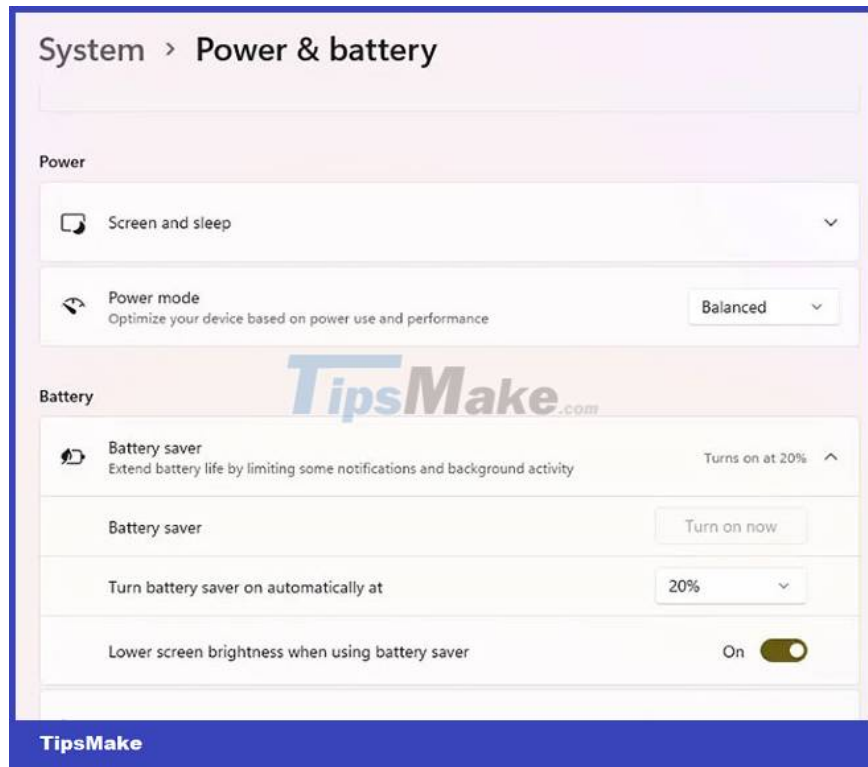 System > Power & battery
Power
Screen and sleep
Power mode
Optimize your device based on power use and performance
Balanced
TipsMake.com
Battery
Battery saver
Extend battery life by limiting some notifications and background activity
Turns on at 20%
Battery saver
Turn on now
Turn battery saver on automatically at
20%
Lower screen brightness when using battery saver
On
TipsMake